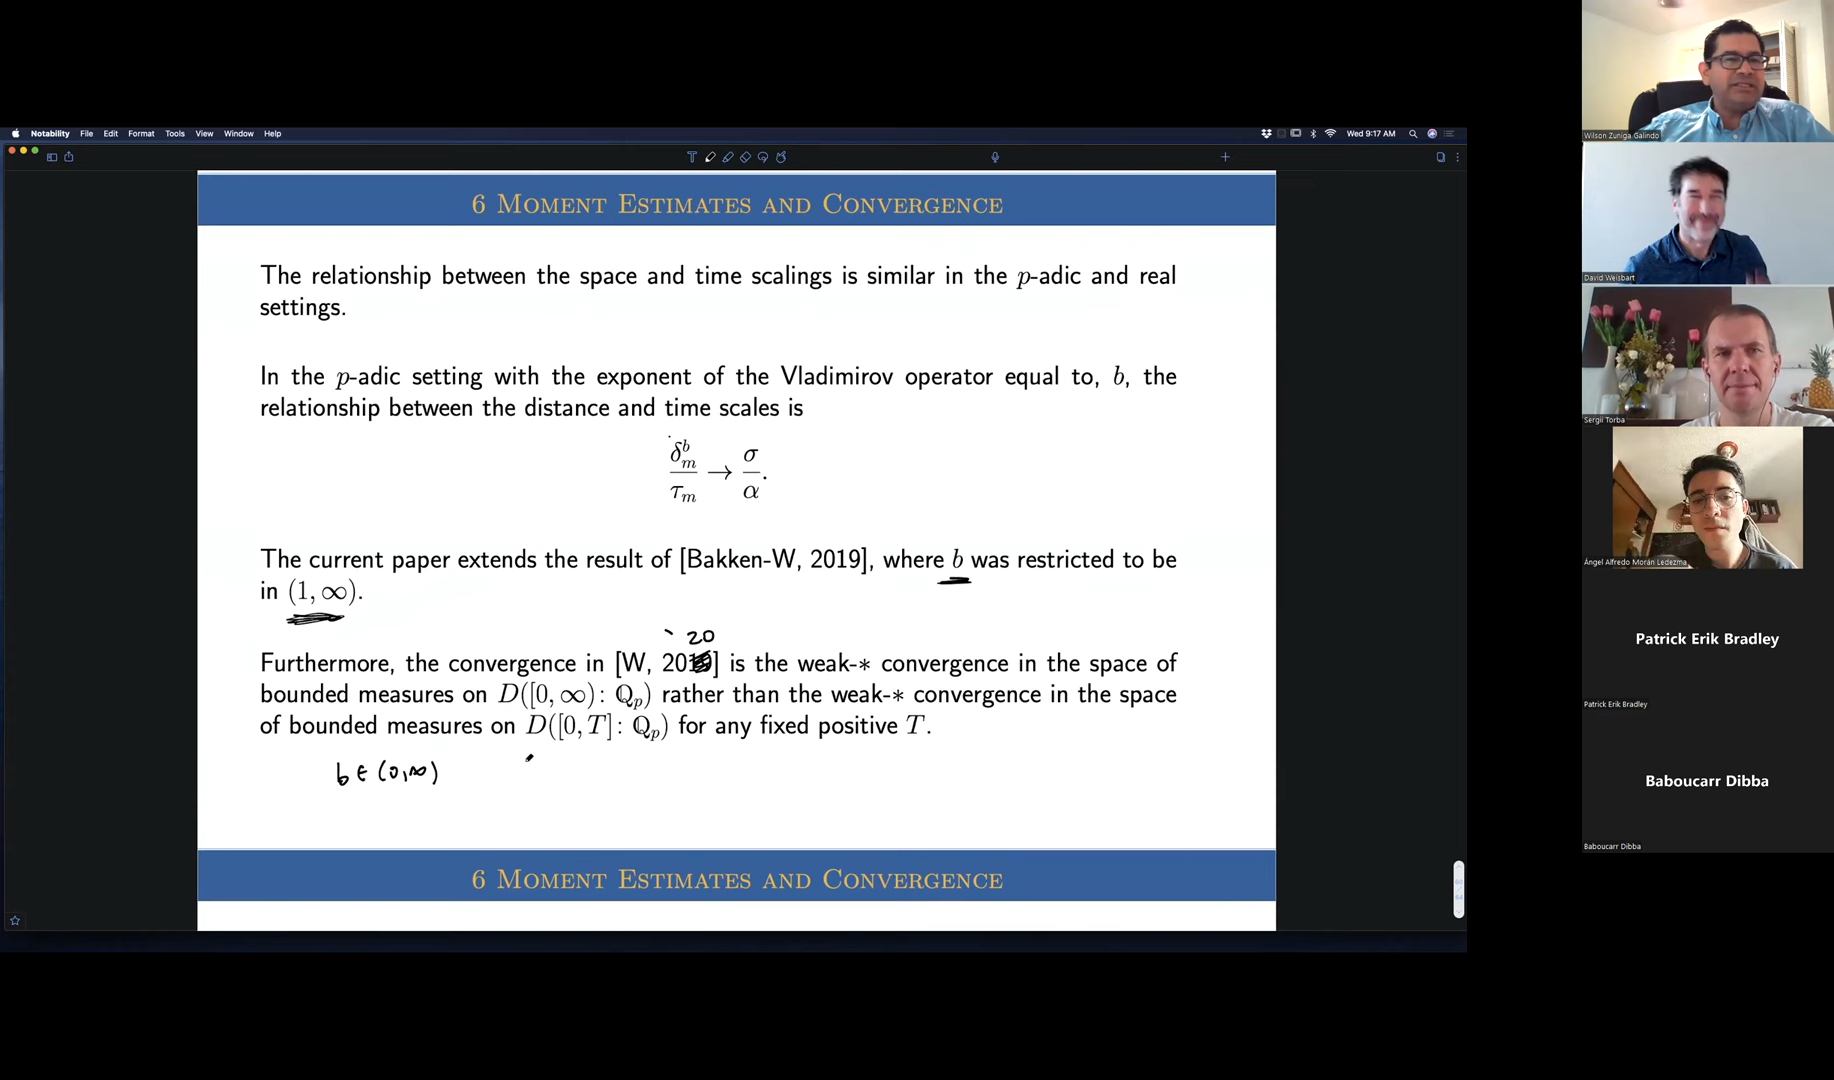 Notability File Edit Format Tools View Window Help Wed 9:17 AM
6 MOMENT ESTIMATES AND CONVERGENCE
The relationship between the space and time scalings is similar in the p-adic and real
settings.
In the p-adic setting with the exponent of the Vladimirov operator equal to, b, the
relationship between the distance and time scales is
δ_m^b / τ_m → σ / α.
The current paper extends the result of [Bakken-W, 2019], where b was restricted to be
in (1, ∞).
20
Furthermore, the convergence in [W, 20] is the weak-∗ convergence in the space of
bounded measures on D([0, ∞): ℚ_p) rather than the weak-∗ convergence in the space
of bounded measures on D([0, T]: ℚ_p) for any fixed positive T.
b ∈ (0,∞)
6 MOMENT ESTIMATES AND CONVERGENCE
Wilson Zuniga Galindo
David Weisbart
Sergii Torba
Ángel Alfredo Morán Ledezma
Patrick Erik Bradley
Patrick Erik Bradley
Baboucarr Dibba
Baboucarr Dibba